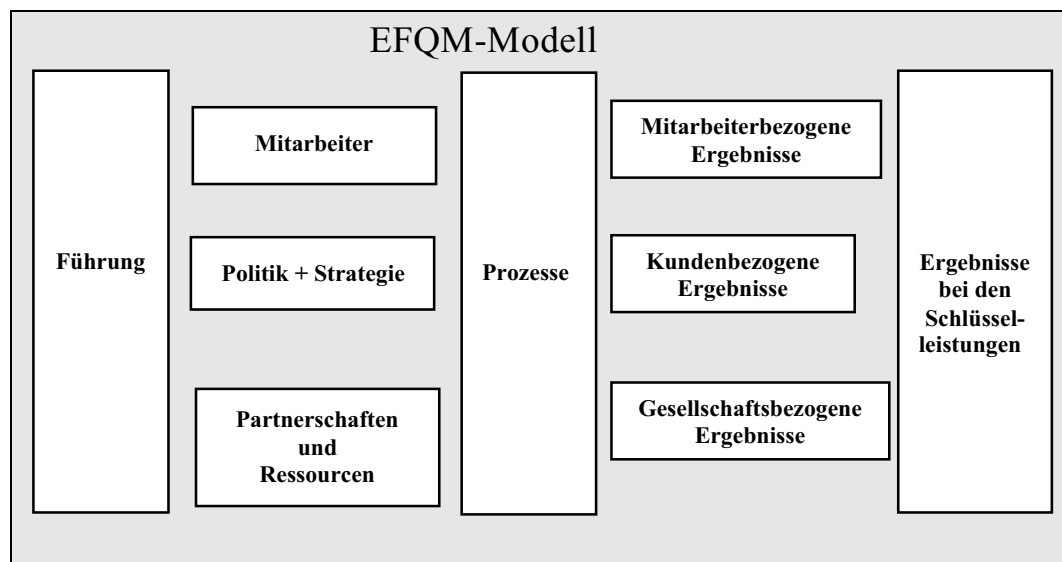 EFQM-Modell
Führung
Mitarbeiter
Politik + Strategie
Partnerschaften
und
Ressourcen
Prozesse
Mitarbeiterbezogene
Ergebnisse
Kundenbezogene
Ergebnisse
Gesellschaftsbezogene
Ergebnisse
Ergebnisse
bei den
Schlüssel-
leistungen